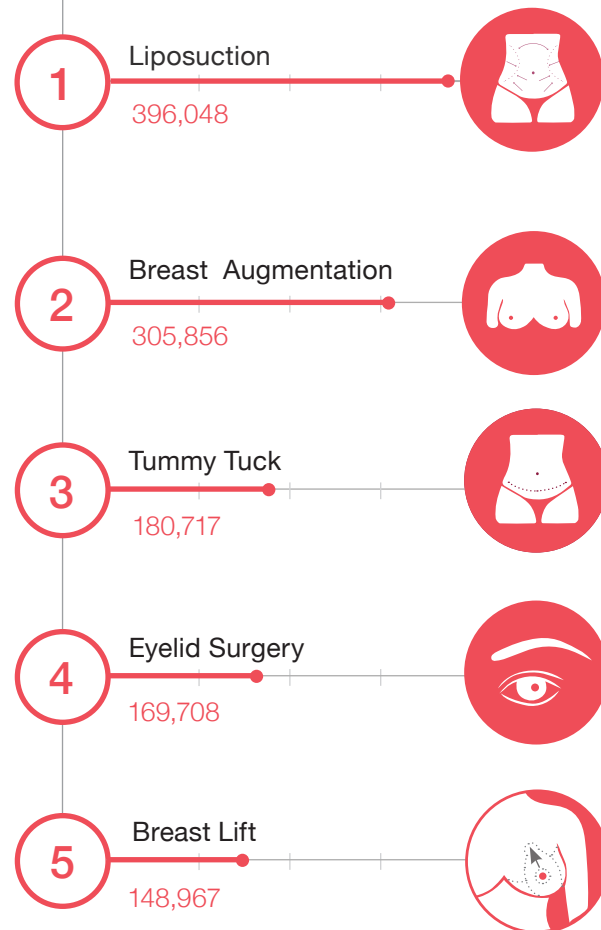 1
Liposuction
396,048
2
Breast Augmentation
305,856
3
Tummy Tuck
180,717
4
Eyelid Surgery
169,708
5
Breast Lift
148,967